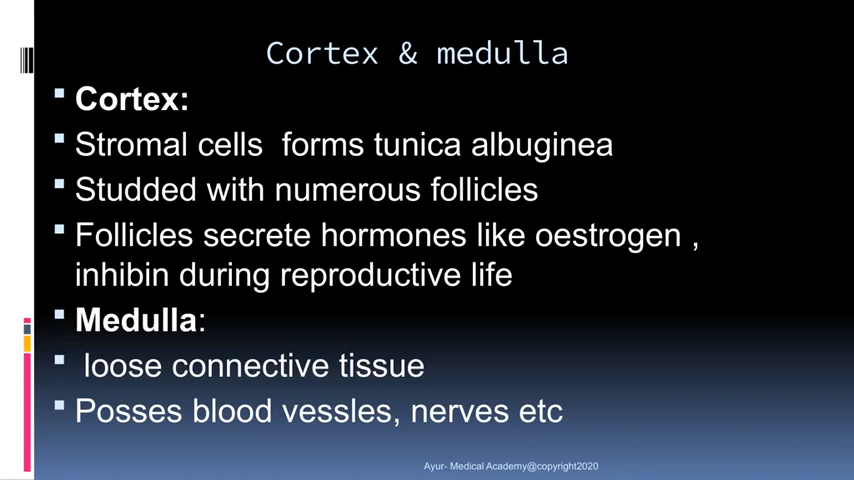 Cortex & medulla
Cortex:
Stromal cells  forms tunica albuginea
Studded with numerous follicles
Follicles secrete hormones like oestrogen ,
inhibin during reproductive life
Medulla:
loose connective tissue
Posses blood vessles, nerves etc
Ayur- Medical Academy@copyright2020